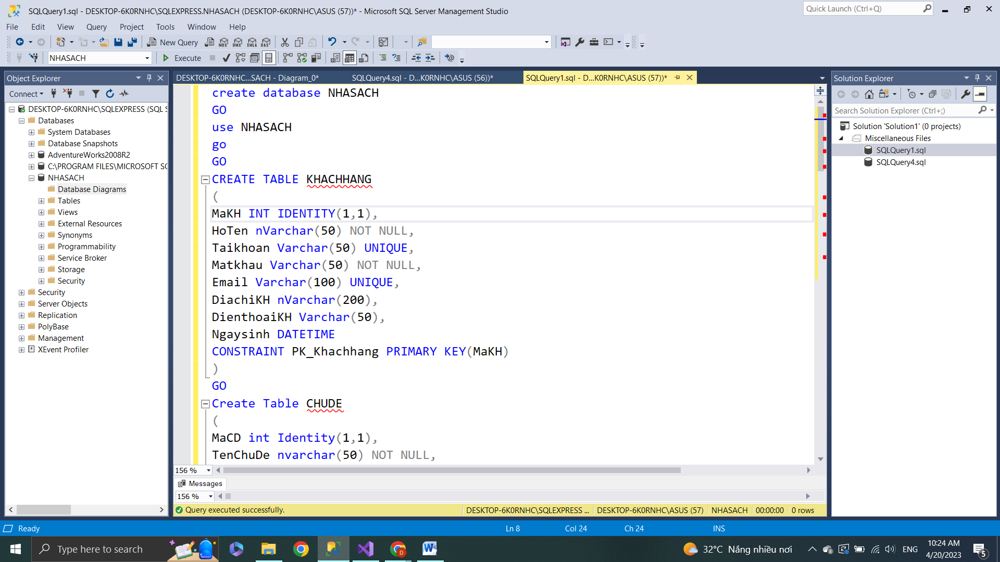 SQLQuery1.sql - DESKTOP-6K0RNHC\SQLEXPRESS.NHASACH (DESKTOP-6K0RNHC\ASUS (57))* - Microsoft SQL Server Management Studio
Quick Launch (Ctrl+Q)
File Edit View Query Project Tools Window Help
New Query MDX DMX XMLA DAX
NHASACH Execute
Object Explorer
Connect
DESKTOP-6K0RNHC\SQLEXPRESS (SQL S
Databases
System Databases
Database Snapshots
AdventureWorks2008R2
C:\PROGRAM FILES\MICROSOFT SQ
NHASACH
Database Diagrams
Tables
Views
External Resources
Synonyms
Programmability
Service Broker
Storage
Security
Security
Server Objects
Replication
PolyBase
Management
XEvent Profiler
DESKTOP-6K0RNHC...SACH - Diagram_0*
SQLQuery4.sql - D...K0RNHC\ASUS (56))*
SQLQuery1.sql - D...K0RNHC\ASUS (57))*
create database NHASACH
GO
use NHASACH
go
GO
CREATE TABLE KHACHHANG
(
MaKH INT IDENTITY(1,1),
HoTen nVarchar(50) NOT NULL,
Taikhoan Varchar(50) UNIQUE,
Matkhau Varchar(50) NOT NULL,
Email Varchar(100) UNIQUE,
DiachiKH nVarchar(200),
DienthoaiKH Varchar(50),
Ngaysinh DATETIME
CONSTRAINT PK_Khachhang PRIMARY KEY(MaKH)
)
GO
Create Table CHUDE
(
MaCD int Identity(1,1),
TenChuDe nvarchar(50) NOT NULL,
156 %
Messages
156 %
Query executed successfully.
DESKTOP-6K0RNHC\SQLEXPRESS ... DESKTOP-6K0RNHC\ASUS (57) NHASACH 00:00:00 0 rows
Solution Explorer
Search Solution Explorer (Ctrl+;)
Solution 'Solution1' (0 projects)
Miscellaneous Files
SQLQuery1.sql
SQLQuery4.sql
Ready Ln 8 Col 24 Ch 24 INS
Type here to search
32°C Nắng nhiều nơi
ENG
10:24 AM
4/20/2023
5